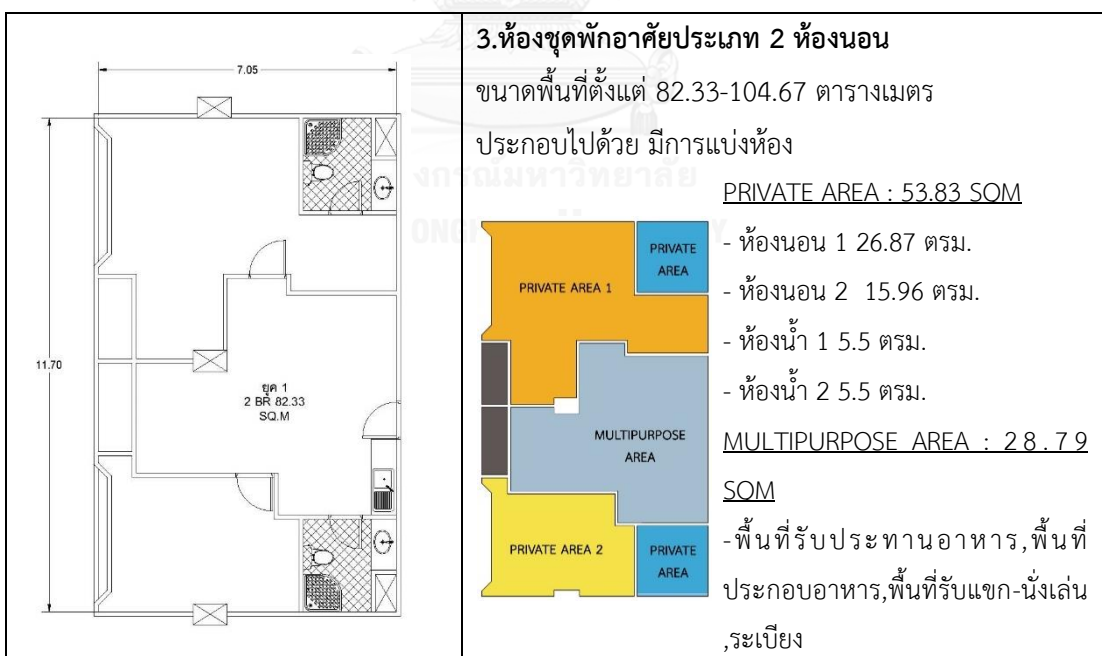 7.05
11.70
ยุค 1
2 BR 82.33
SQ.M
3.ห้องชุดพักอาศัยประเภท 2 ห้องนอน
ขนาดพื้นที่ตั้งแต่ 82.33-104.67 ตารางเมตร
ประกอบไปด้วย มีการแบ่งห้อง
PRIVATE AREA 1
PRIVATE
AREA
MULTIPURPOSE
AREA
PRIVATE AREA 2
PRIVATE
AREA
PRIVATE AREA : 53.83 SQM
- ห้องนอน 1 26.87 ตรม.
- ห้องนอน 2 15.96 ตรม.
- ห้องน้ำ 1 5.5 ตรม.
- ห้องน้ำ 2 5.5 ตรม.
MULTIPURPOSE AREA : 28.79
SQM
-พื้นที่รับประทานอาหาร,พื้นที่
ประกอบอาหาร,พื้นที่รับแขก-นั่งเล่น
,ระเบียง